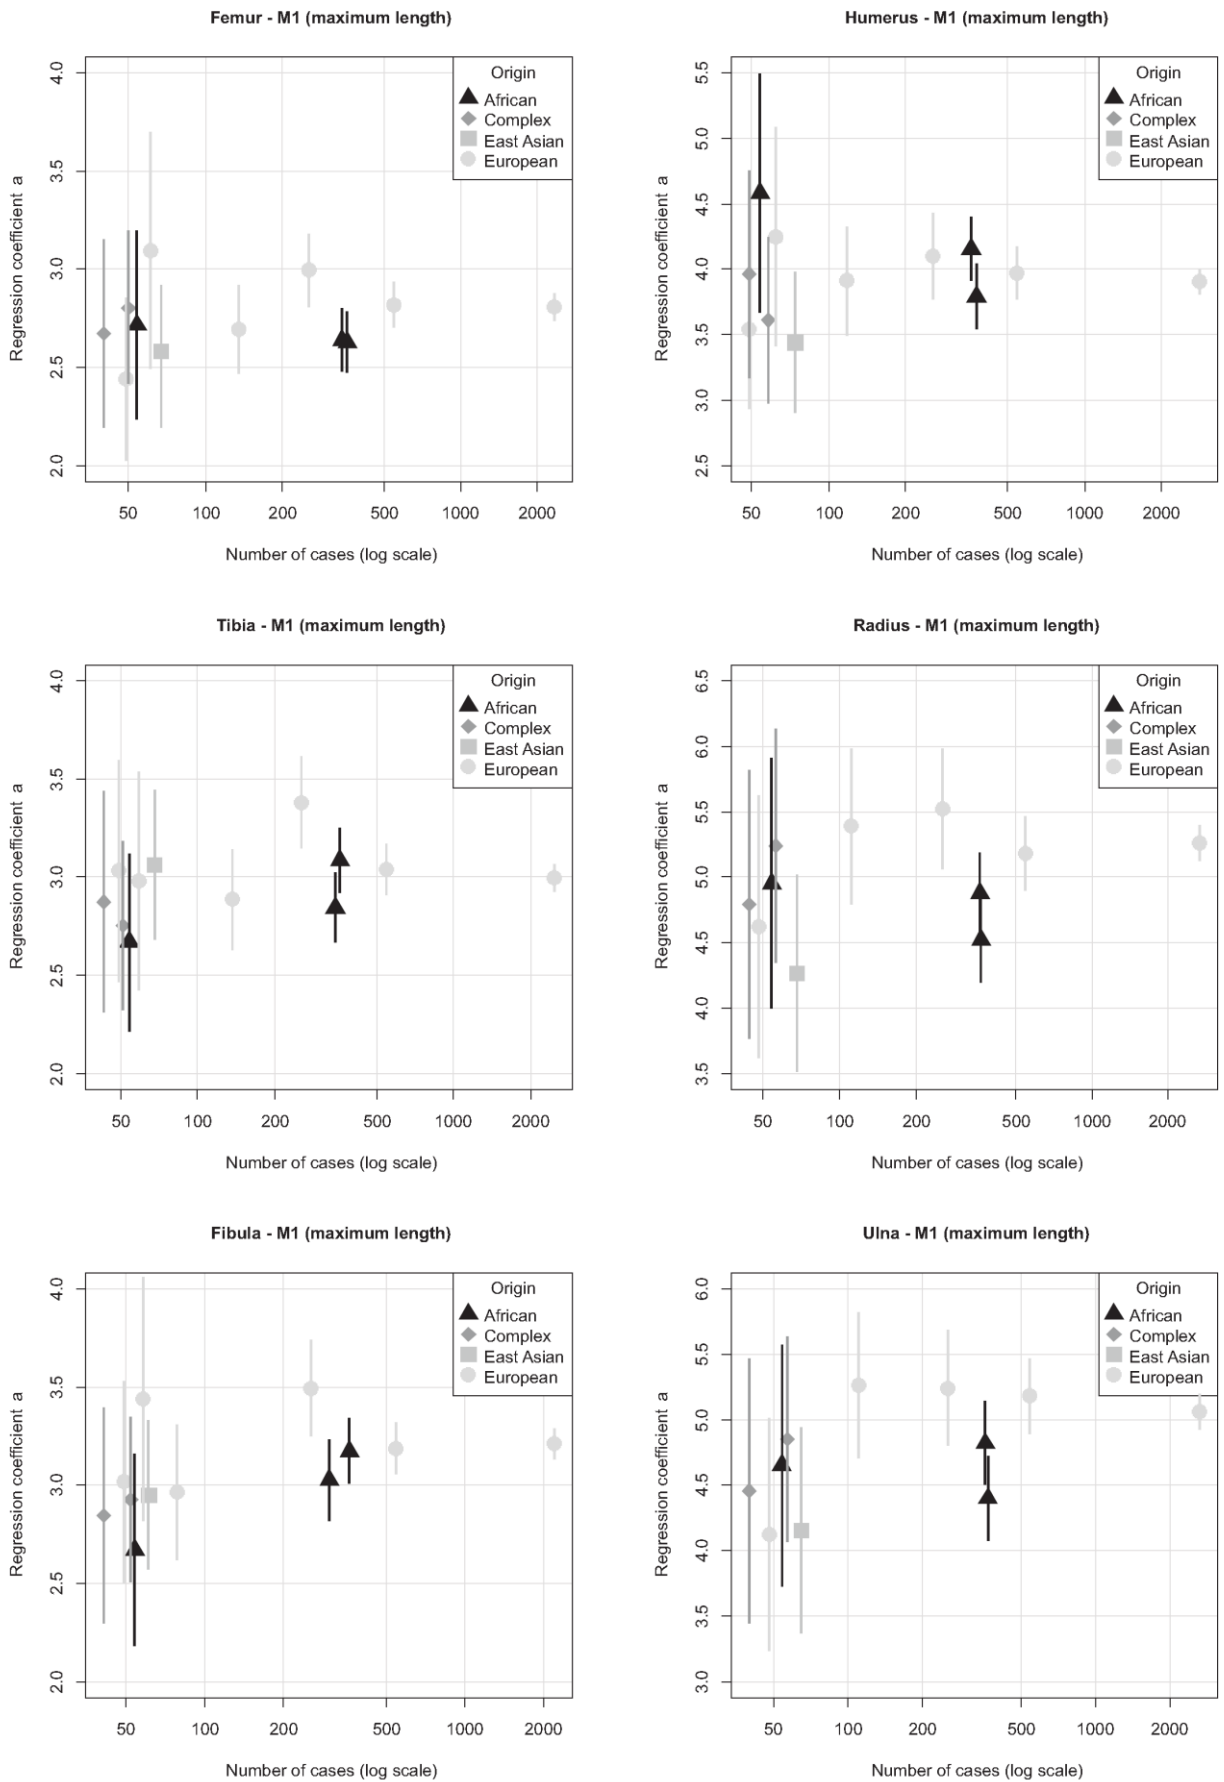 Femur - M1 (maximum length)
Regression coefficient a
4.0
3.5
3.0
2.5
2.0
Origin
African
Complex
East Asian
European
50 100 200 500 1000 2000
Number of cases (log scale)
Humerus - M1 (maximum length)
Regression coefficient a
5.5
5.0
4.5
4.0
3.5
3.0
2.5
Origin
African
Complex
East Asian
European
50 100 200 500 1000 2000
Number of cases (log scale)
Tibia - M1 (maximum length)
Regression coefficient a
4.0
3.5
3.0
2.5
2.0
Origin
African
Complex
East Asian
European
50 100 200 500 1000 2000
Number of cases (log scale)
Radius - M1 (maximum length)
Regression coefficient a
6.5
6.0
5.5
5.0
4.5
4.0
3.5
Origin
African
Complex
East Asian
European
50 100 200 500 1000 2000
Number of cases (log scale)
Fibula - M1 (maximum length)
Regression coefficient a
4.0
3.5
3.0
2.5
2.0
Origin
African
Complex
East Asian
European
50 100 200 500 1000 2000
Number of cases (log scale)
Ulna - M1 (maximum length)
Regression coefficient a
6.0
5.5
5.0
4.5
4.0
3.5
3.0
Origin
African
Complex
East Asian
European
50 100 200 500 1000 2000
Number of cases (log scale)